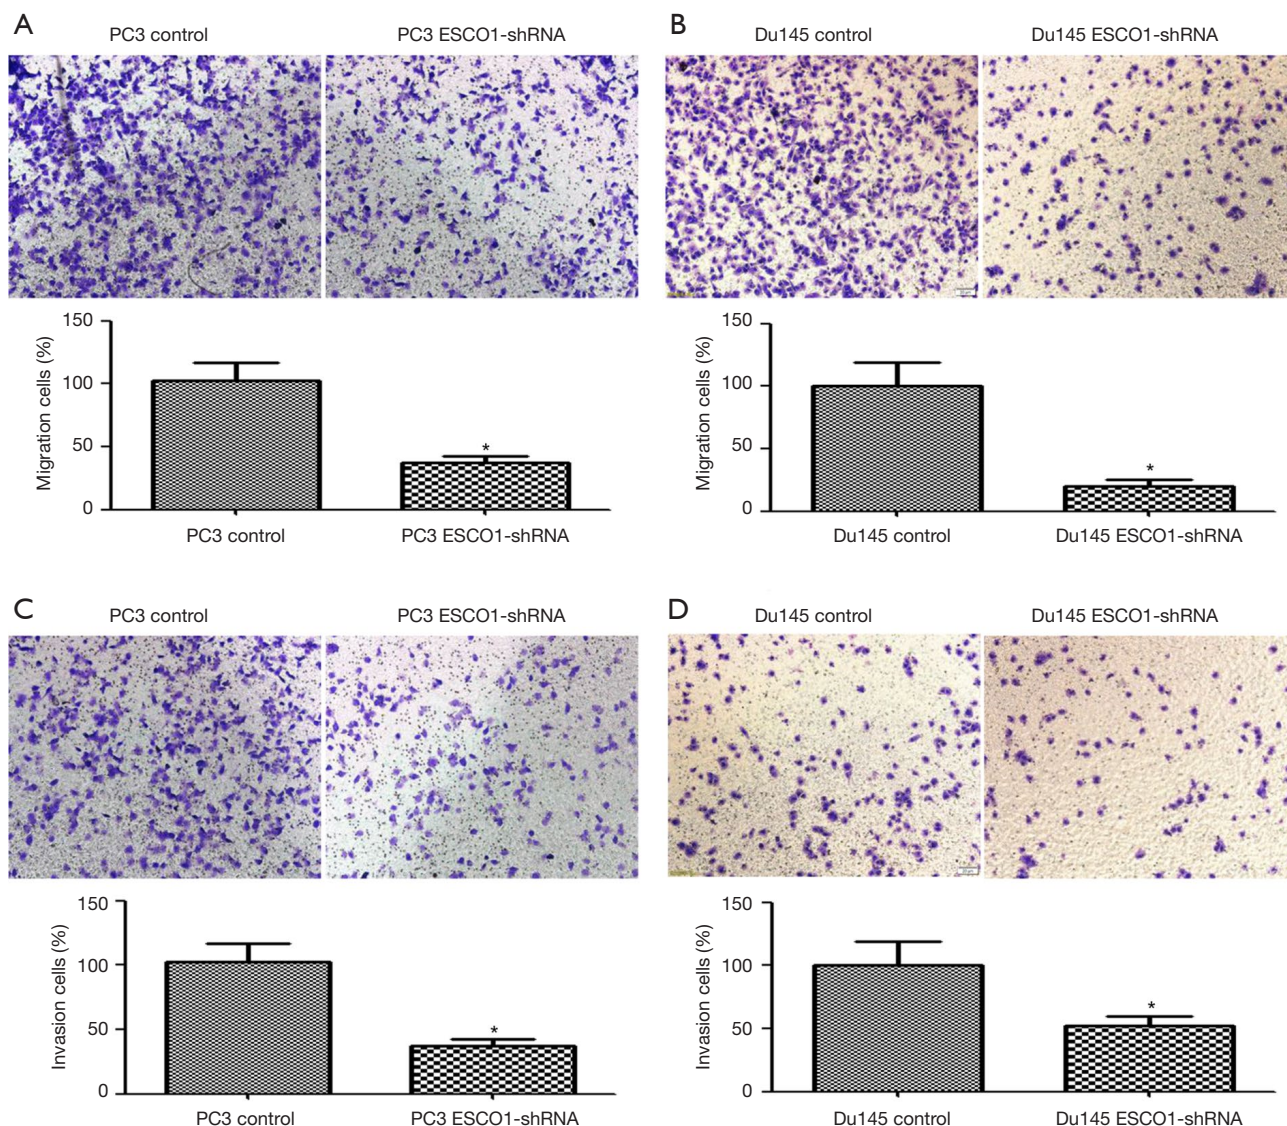 A
PC3 control
PC3 ESCO1-shRNA
B
Du145 control
Du145 ESCO1-shRNA
Migration cells (%)
150
100
50
0
*
PC3 control
PC3 ESCO1-shRNA
Migration cells (%)
150
100
50
0
*
Du145 control
Du145 ESCO1-shRNA
C
PC3 control
PC3 ESCO1-shRNA
D
Du145 control
Du145 ESCO1-shRNA
Invasion cells (%)
150
100
50
0
*
PC3 control
PC3 ESCO1-shRNA
Invasion cells (%)
150
100
50
0
*
Du145 control
Du145 ESCO1-shRNA